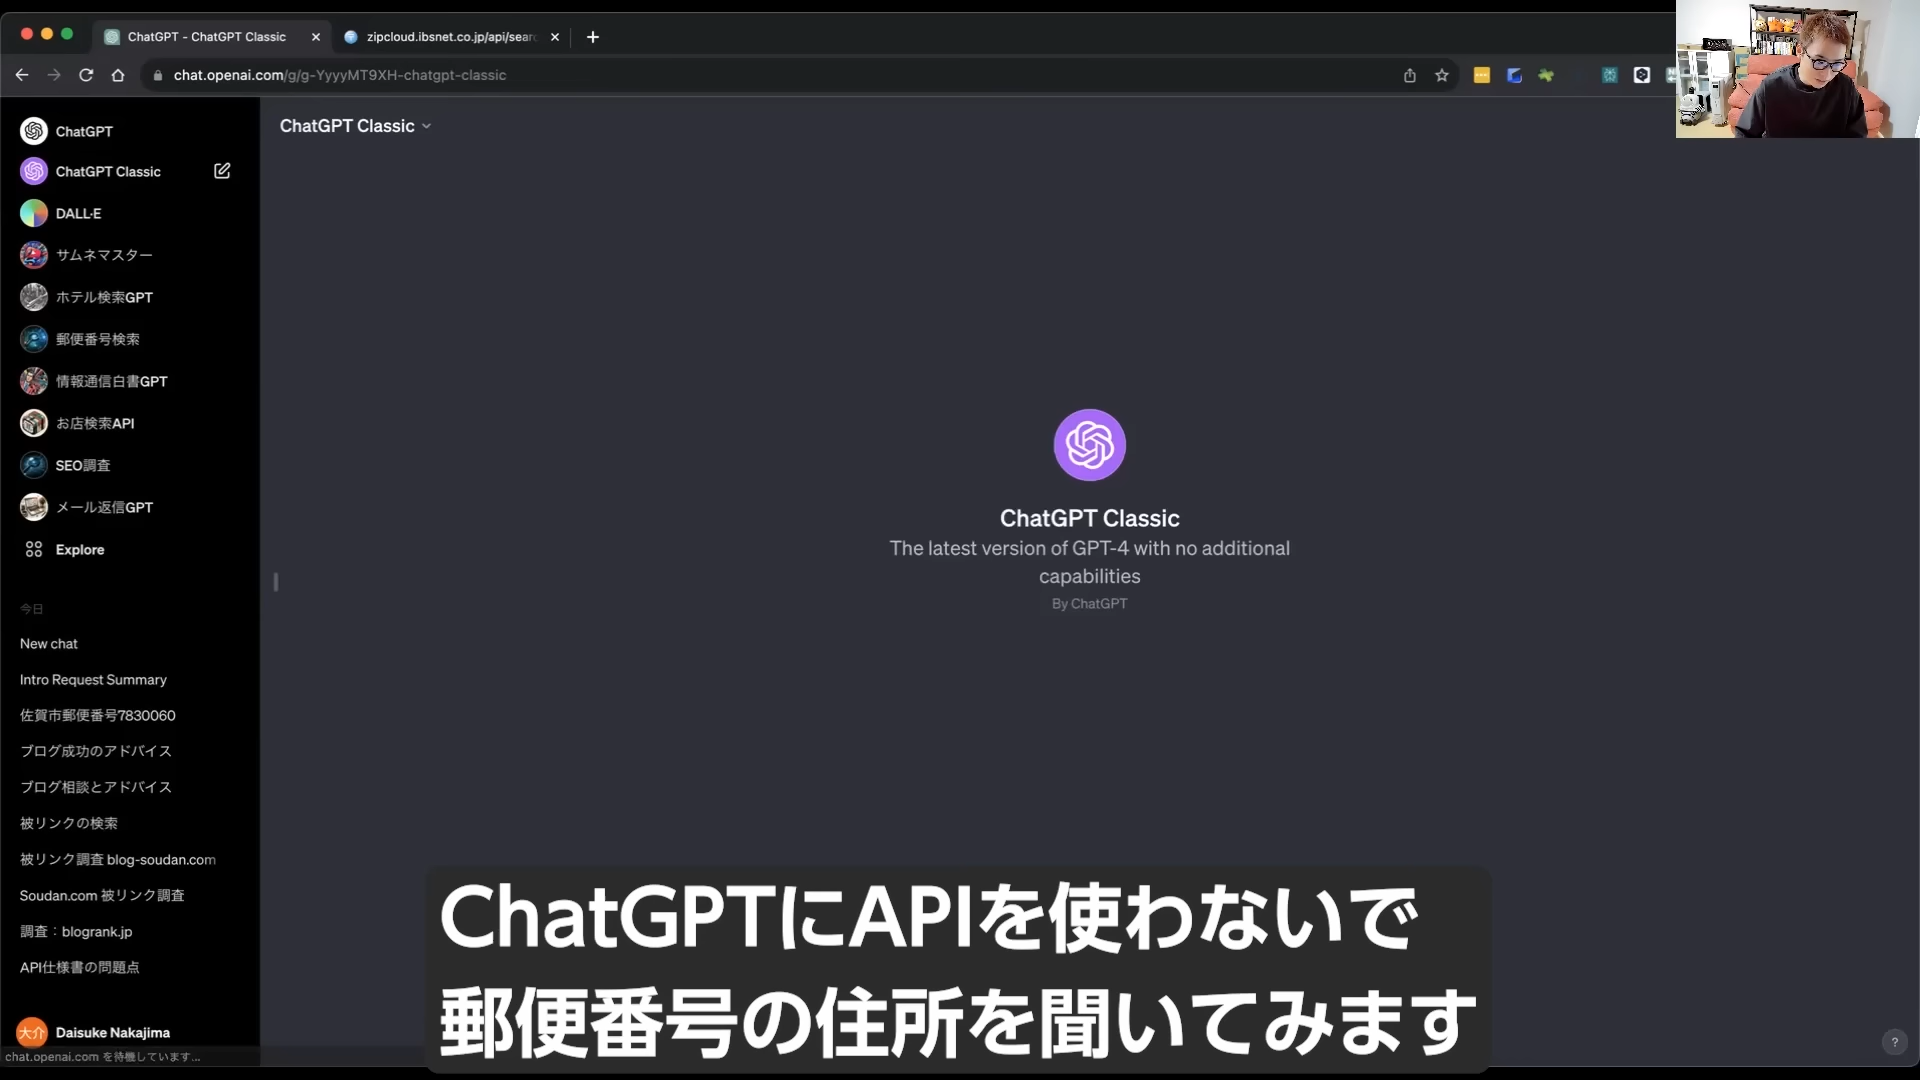 ChatGPT - ChatGPT Classic
zipcloud.ibsnet.co.jp/api/sear
chat.openai.com/g/g-YyyyMT9XH-chatgpt-classic
ChatGPT
ChatGPT Classic
DALL·E
サムネマスター
ホテル検索GPT
郵便番号検索
情報通信白書GPT
お店検索API
SEO調査
メール返信GPT
Explore
今日
New chat
Intro Request Summary
佐賀市郵便番号7830060
ブログ成功のアドバイス
ブログ相談とアドバイス
被リンクの検索
被リンク調査 blog-soudan.com
Soudan.com 被リンク調査
調査：blogrank.jp
API仕様書の問題点
大介
Daisuke Nakajima
chat.openai.com を待機しています...
ChatGPT Classic
ChatGPT Classic
The latest version of GPT-4 with no additional
capabilities
By ChatGPT
ChatGPTにAPIを使わないで
郵便番号の住所を聞いてみます
?